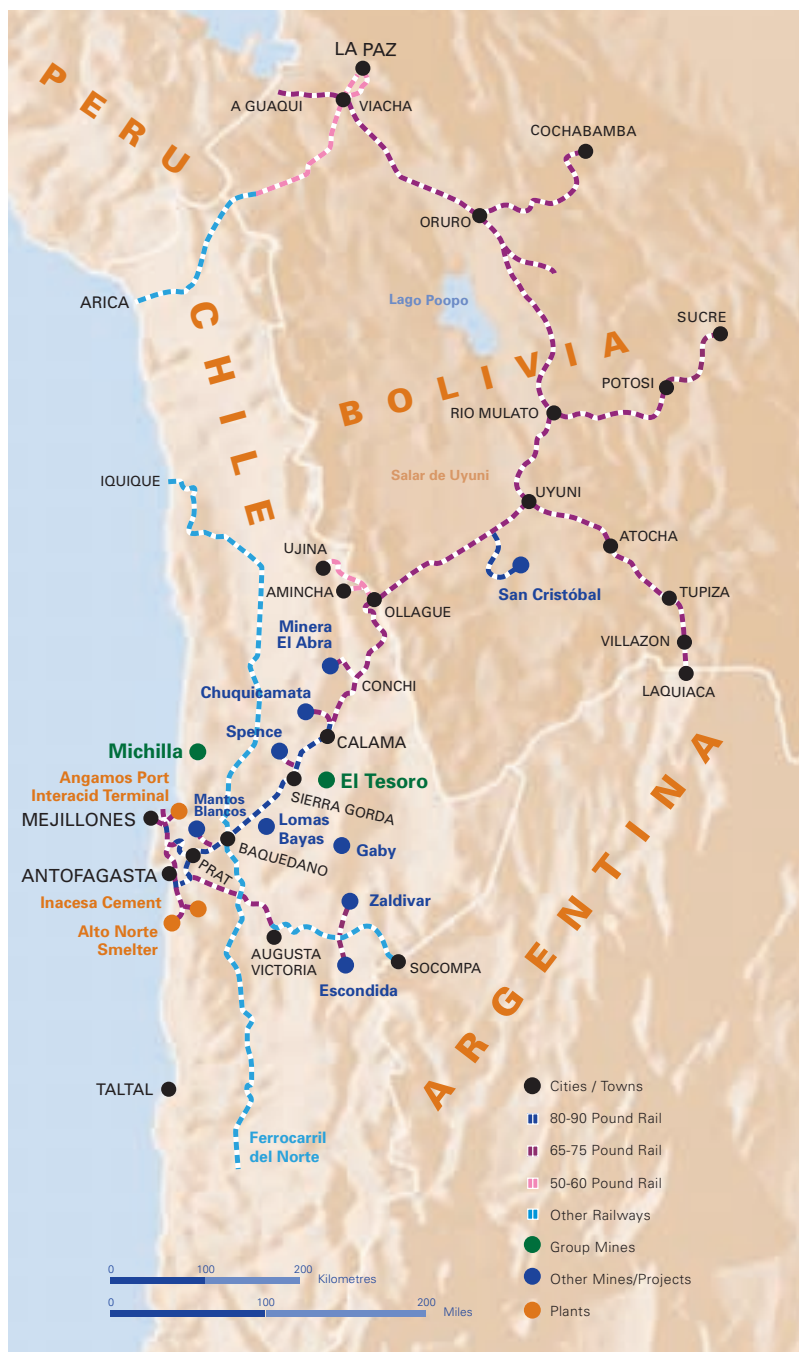 LA PAZ
PERU
A GUAQUI
VIACHA
COCHABAMBA
ORURO
ARICA
Lago Poopo
CHILE
SUCRE
BOLIVIA
POTOSI
RIO MULATO
IQUIQUE
Salar de Uyuni
UYUNI
ATOCHA
UJINA
AMINCHA
OLLAGUE
San Cristóbal
TUPIZA
Minera
El Abra
VILLAZON
CONCHI
LAQUIACA
Chuquicamata
Spence
CALAMA
Michilla
El Tesoro
Angamos Port
Interacid Terminal
Mantos
Blancos
SIERRA GORDA
MEJILLONES
Lomas
Bayas
Gaby
BAQUEDANO
PRAT
ANTOFAGASTA
Zaldivar
Inacesa Cement
Alto Norte
Smelter
AUGUSTA
VICTORIA
SOCOMPA
Escondida
ARGENTINA
TALTAL
Ferrocarril
del Norte
Cities / Towns
80-90 Pound Rail
65-75 Pound Rail
50-60 Pound Rail
Other Railways
Group Mines
Other Mines/Projects
Plants
0 100 200
Kilometres
0 100 200
Miles